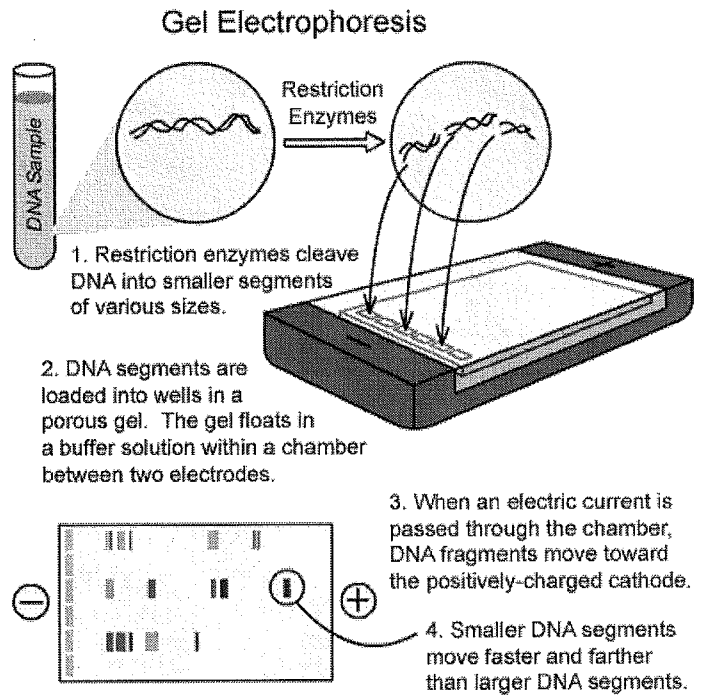 Gel Electrophoresis
DNA Sample
Restriction
Enzymes
1. Restriction enzymes cleave
DNA into smaller segments
of various sizes.
2. DNA segments are
loaded into wells in a
porous gel. The gel floats in
a buffer solution within a chamber
between two electrodes.
3. When an electric current is
passed through the chamber,
DNA fragments move toward
the positively-charged cathode.
4. Smaller DNA segments
move faster and farther
than larger DNA segments.
− +